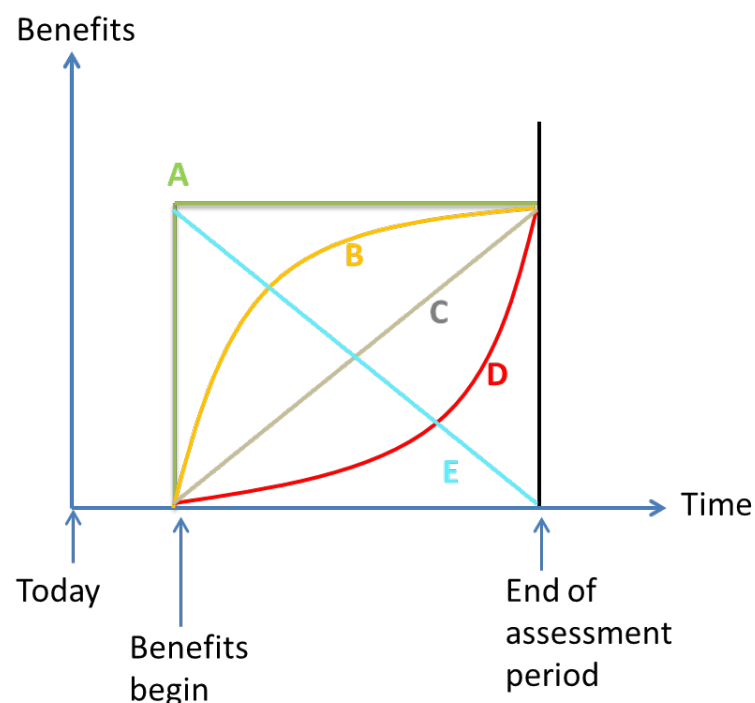 Benefits
A
B
C
D
E
Time
Today
Benefits
begin
End of
assessment
period